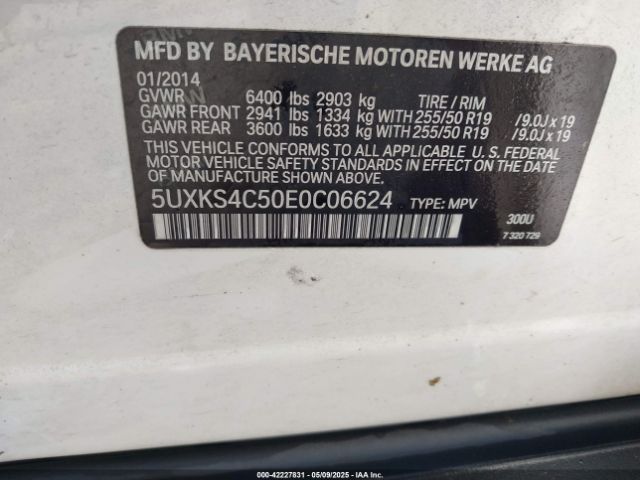 MFD BY BAYERISCHE MOTOREN WERKE AG
01/2014
GVWR 6400 lbs 2903 kg TIRE / RIM
GAWR FRONT 2941 lbs 1334 kg WITH 255/50 R19 /9.0J x 19
GAWR REAR 3600 lbs 1633 kg WITH 255/50 R19 /9.0J x 19
THIS VEHICLE CONFORMS TO ALL APPLICABLE U. S. FEDERAL
MOTOR VEHICLE SAFETY STANDARDS IN EFFECT ON THE DATE
OF MANUFACTURE SHOWN ABOVE.
5UXKS4C50E0C06624 TYPE: MPV 300U
7 320 729
000-42227831 - 05/09/2025 - IAA Inc.